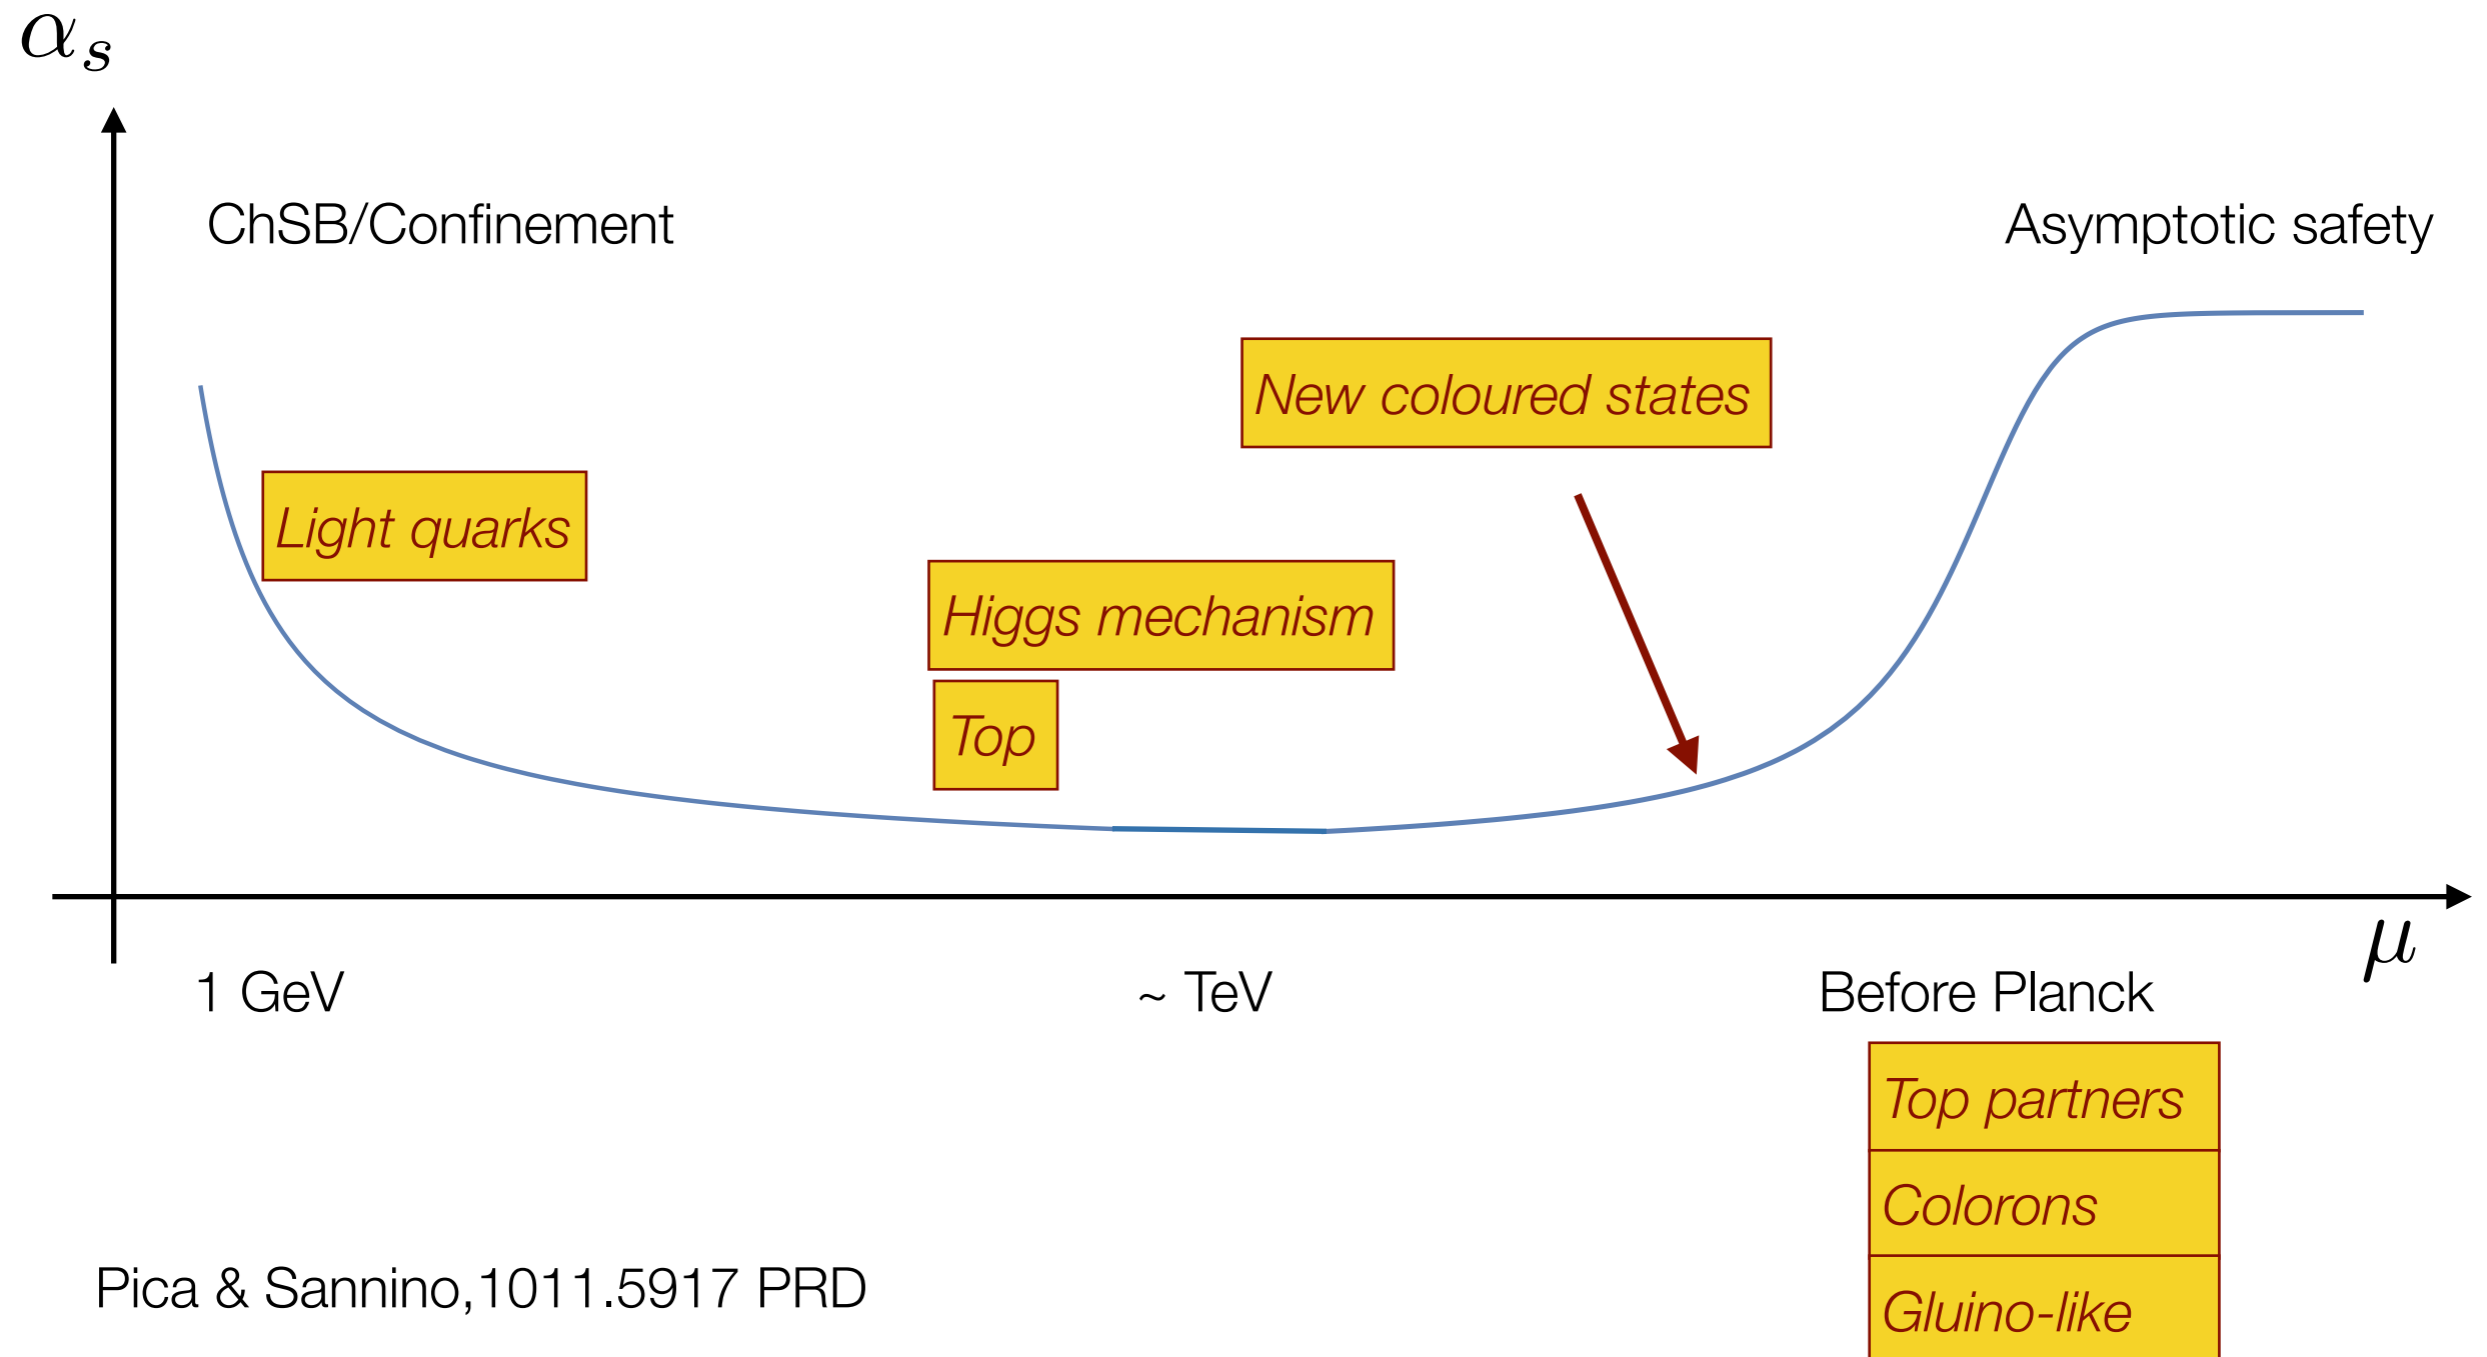 αₛ
ChSB/Confinement
Asymptotic safety
New coloured states
Light quarks
Higgs mechanism
Top
μ
1 GeV
~ TeV
Before Planck
Top partners
Colorons
Gluino-like
Pica & Sannino,1011.5917 PRD